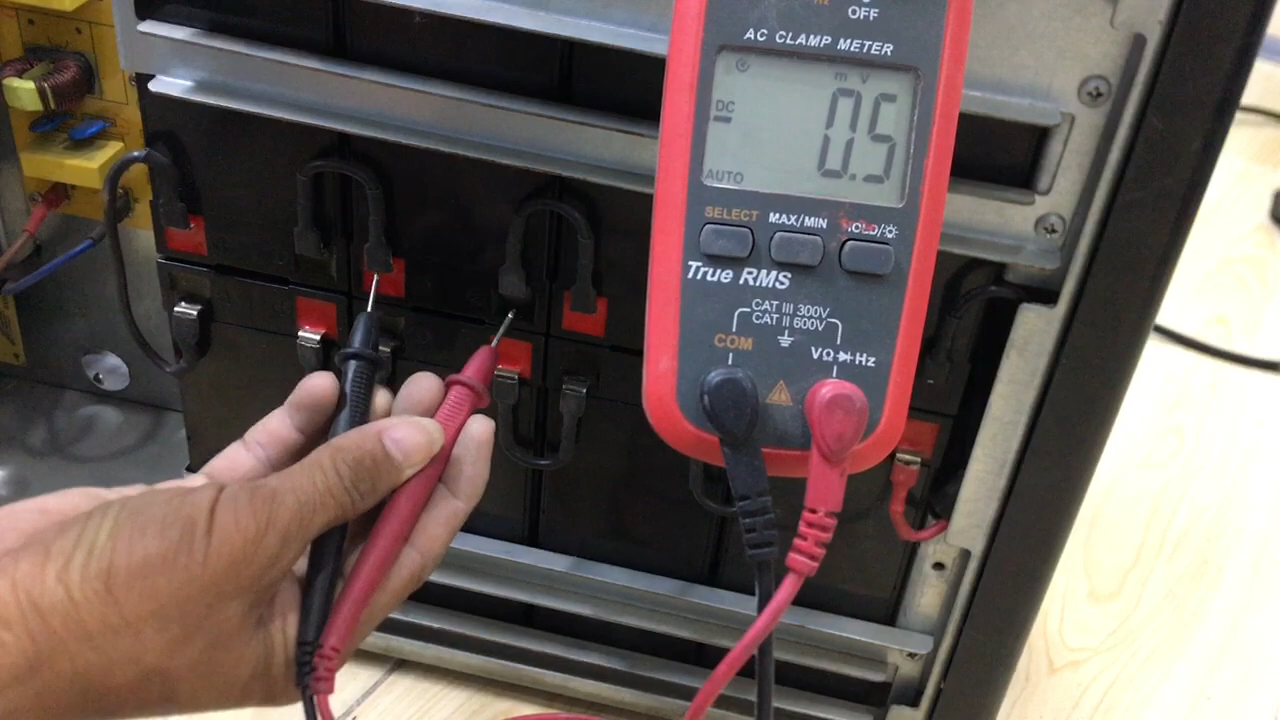 OFF
AC CLAMP METER
m V
DC
0.5
AUTO
SELECT MAX/MIN HOLD/
True RMS
CAT III 300V
CAT II 600V
COM
VΩ Hz